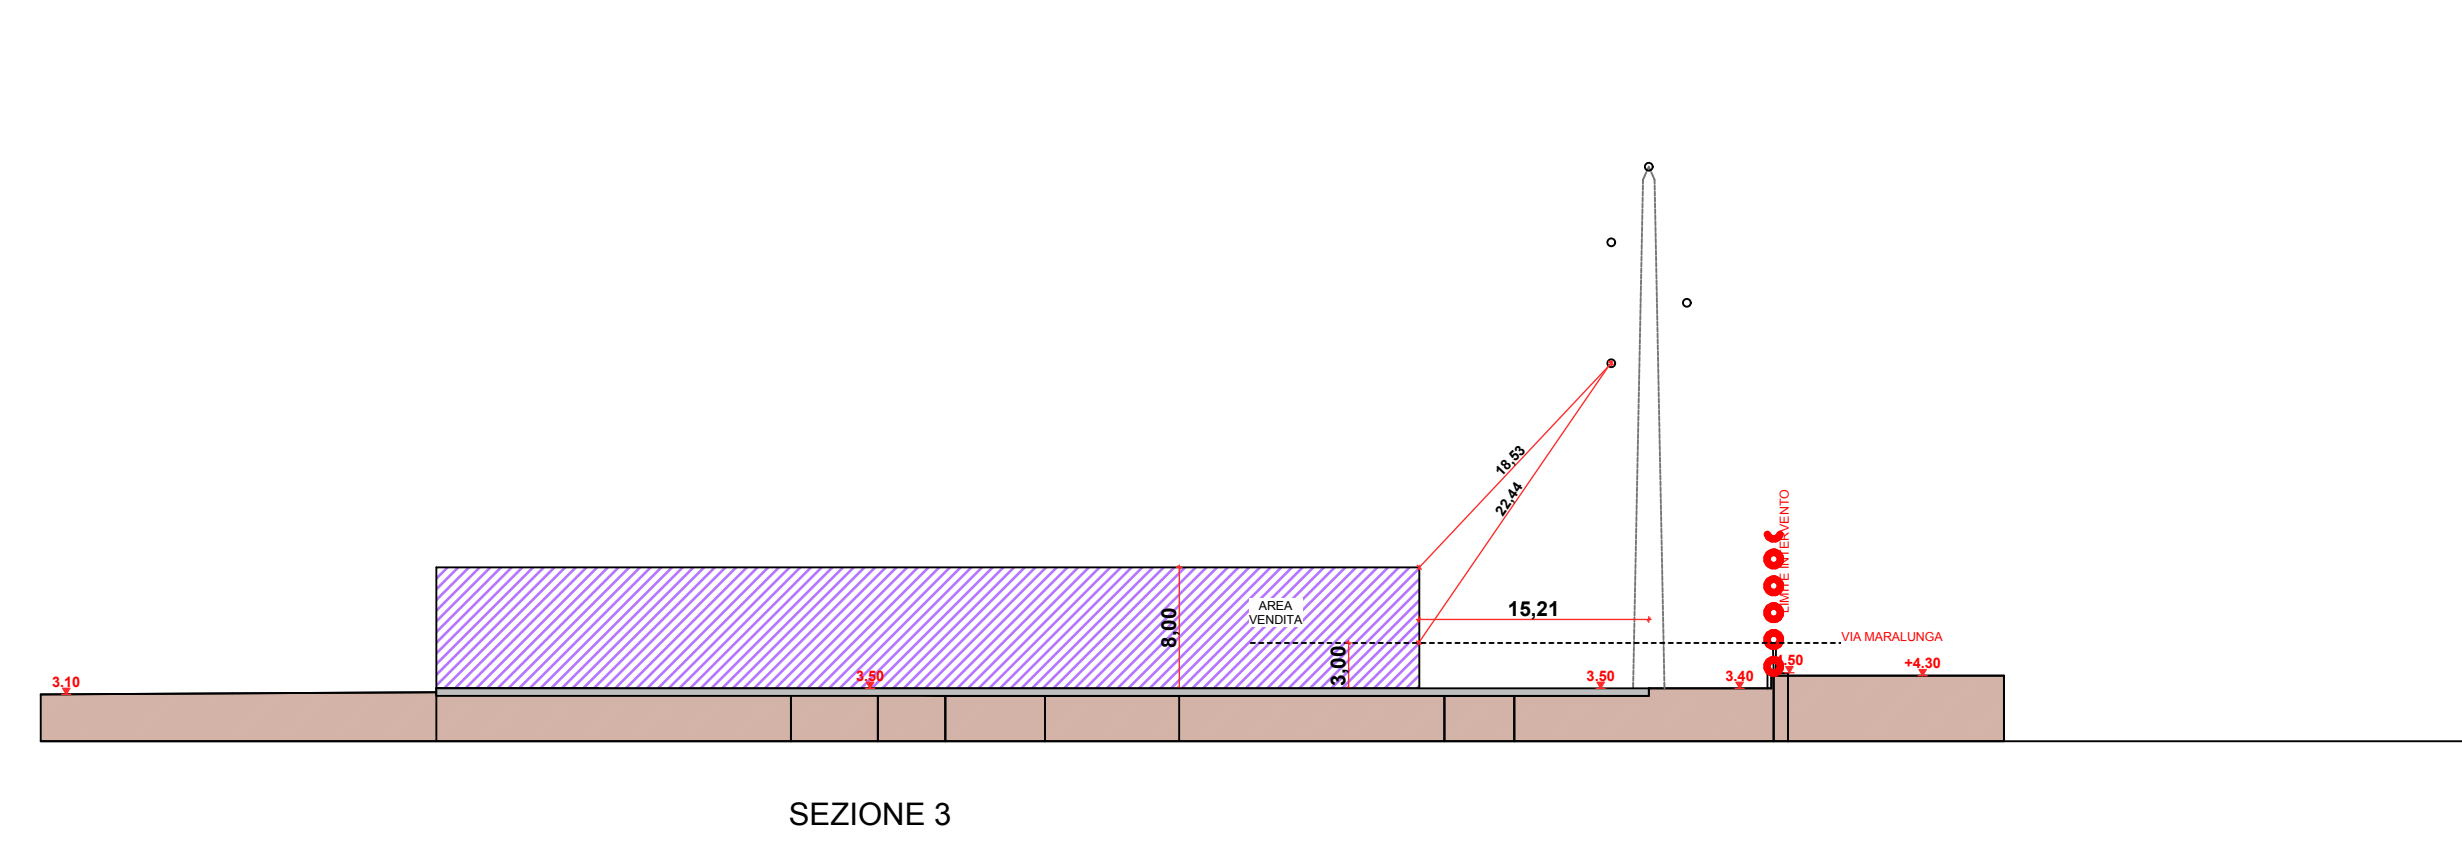 18,53
22,44
LIMITE INTERVENTO
AREA
VENDITA
8,00
15,21
3,00
VIA MARALUNGA
3.10
3.50
3.50
3.40
+4.30
SEZIONE 3